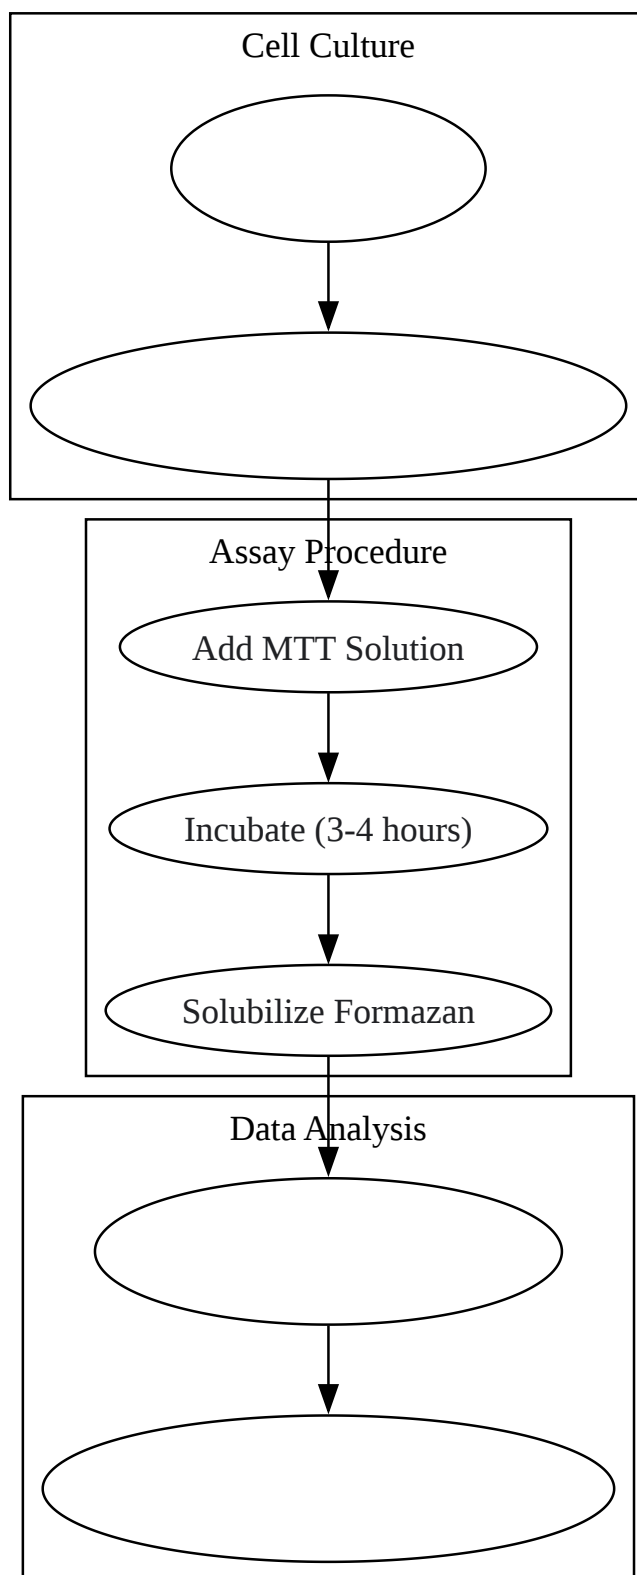 Cell Culture
Assay Procedure
Add MTT Solution
Incubate (3-4 hours)
Solubilize Formazan
Data Analysis